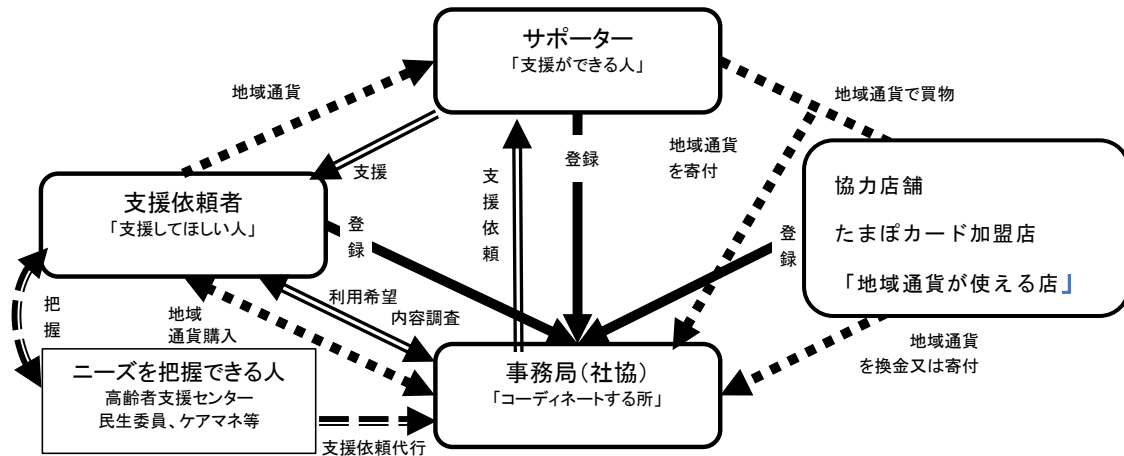 サポーター
「支援ができる人」
地域通貨
地域通貨で買物
支援
登録
地域通貨
を寄付
支援依頼
支援依頼者
「支援してほしい人」
協力店舗
たまぽカード加盟店
「地域通貨が使える店」
登録
登録
把握
利用希望
内容調査
地域
通貨購入
ニーズを把握できる人
高齢者支援センター
民生委員、ケアマネ等
支援依頼代行
事務局(社協)
「コーディネートする所」
地域通貨
を換金又は寄付